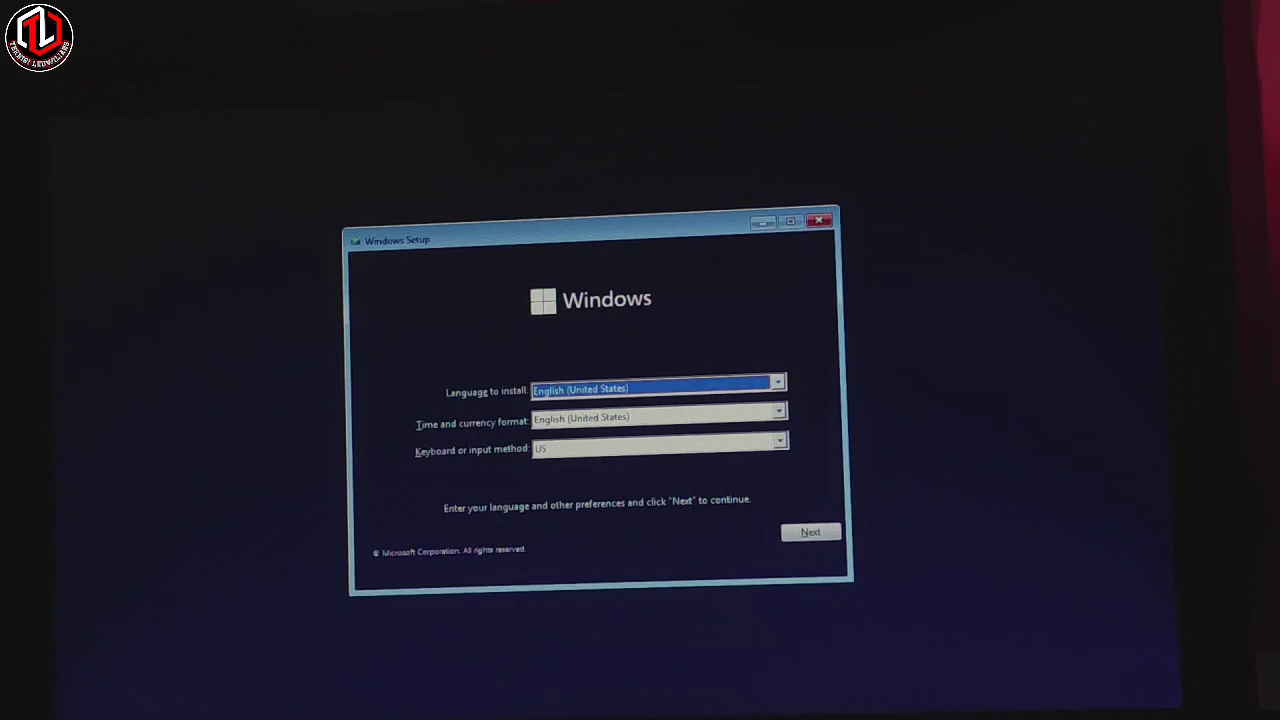 Windows Setup
Windows
Language to install: English (United States)
Time and currency format: English (United States)
Keyboard or input method: US
Enter your language and other preferences and click "Next" to continue.
Next
© Microsoft Corporation. All rights reserved.